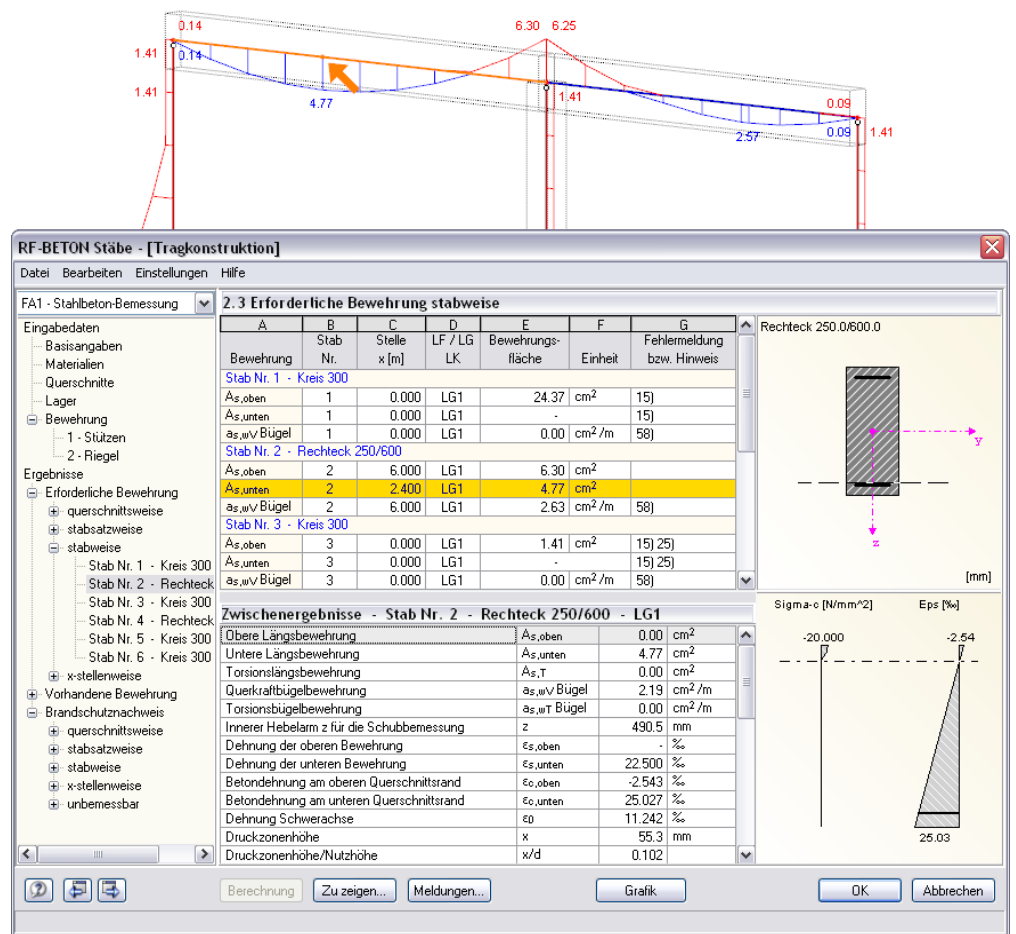 0.14
6.30 6.25
1.41
0.14
1.41
4.77
1.41
0.09
2.57
0.09
1.41
RF-BETON Stäbe - [Tragkonstruktion]
Datei Bearbeiten Einstellungen Hilfe
FA1 - Stahlbeton-Bemessung
Eingabedaten
Basisangaben
Materialien
Querschnitte
Lager
Bewehrung
1 - Stützen
2 - Riegel
Ergebnisse
Erforderliche Bewehrung
querschnittsweise
stabsatzweise
stabweise
Stab Nr. 1 - Kreis 300
Stab Nr. 2 - Rechteck
Stab Nr. 3 - Kreis 300
Stab Nr. 4 - Rechteck
Stab Nr. 5 - Kreis 300
Stab Nr. 6 - Kreis 300
x-stellenweise
Vorhandene Bewehrung
Brandschutznachweis
querschnittsweise
stabsatzweise
stabweise
x-stellenweise
unbemessbar
2.3 Erforderliche Bewehrung stabweise
A B C D E F G
Stab Stelle LF / LG Bewehrungs- Fehlermeldung
Bewehrung Nr. x [m] LK fläche Einheit bzw. Hinweis
Stab Nr. 1 - Kreis 300
As,oben 1 0.000 LG1 24.37 cm² 15)
As,unten 1 0.000 LG1 - 15)
as,wV Bügel 1 0.000 LG1 0.00 cm²/m 58)
Stab Nr. 2 - Rechteck 250/600
As,oben 2 6.000 LG1 6.30 cm²
As,unten 2 2.400 LG1 4.77 cm²
as,wV Bügel 2 6.000 LG1 2.63 cm²/m 58)
Stab Nr. 3 - Kreis 300
As,oben 3 0.000 LG1 1.41 cm² 15) 25)
As,unten 3 0.000 LG1 - 15) 25)
as,wV Bügel 3 0.000 LG1 0.00 cm²/m 58)
Rechteck 250.0/600.0
y
z
[mm]
Zwischenergebnisse - Stab Nr. 2 - Rechteck 250/600 - LG1
Obere Längsbewehrung As,oben 0.00 cm²
Untere Längsbewehrung As,unten 4.77 cm²
Torsionslängsbewehrung As,T 0.00 cm²
Querkraftbügelbewehrung as,wV Bügel 2.19 cm²/m
Torsionsbügelbewehrung as,wT Bügel 0.00 cm²/m
Innerer Hebelarm z für die Schubbemessung z 490.5 mm
Dehnung der oberen Bewehrung εs,oben - ‰
Dehnung der unteren Bewehrung εs,unten 22.500 ‰
Betondehnung am oberen Querschnittsrand εc,oben -2.543 ‰
Betondehnung am unteren Querschnittsrand εc,unten 25.027 ‰
Dehnung Schwerachse ε0 11.242 ‰
Druckzonenhöhe x 55.3 mm
Druckzonenhöhe/Nutzhöhe x/d 0.102
Sigma-c [N/mm^2] Eps [‰]
-20.000 -2.54
25.03
Berechnung Zu zeigen... Meldungen... Grafik OK Abbrechen